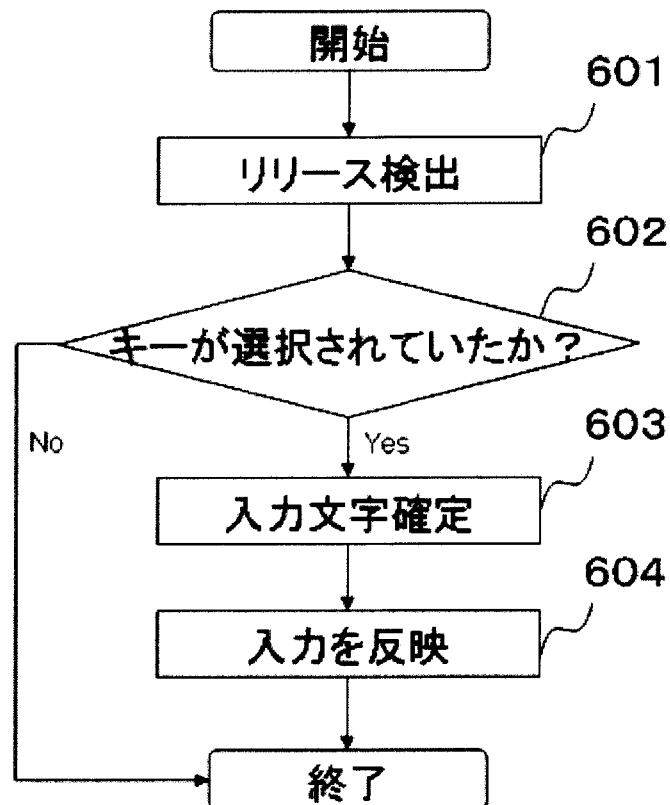 開始
601
リリース検出
602
キーが選択されていたか?
No
Yes
603
入力文字確定
604
入力を反映
終了